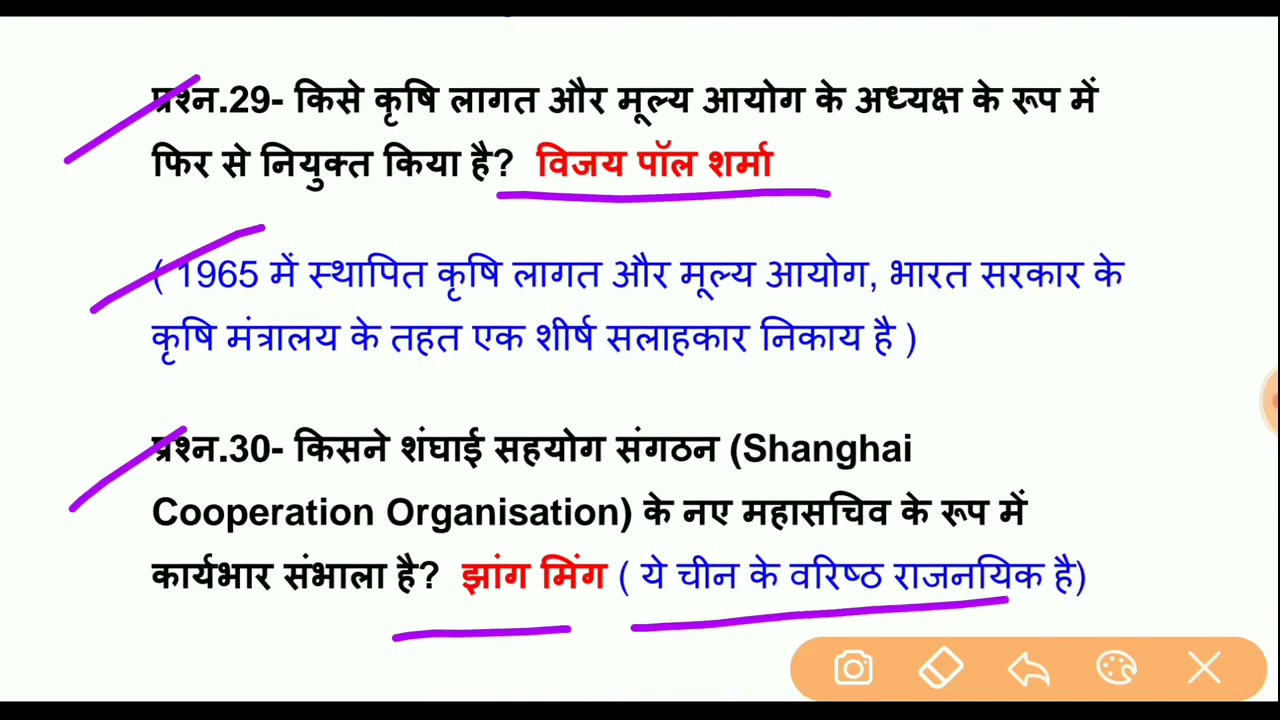 प्रश्न.29- किसे कृषि लागत और मूल्य आयोग के अध्यक्ष के रूप में
फिर से नियुक्त किया है? विजय पॉल शर्मा
( 1965 में स्थापित कृषि लागत और मूल्य आयोग, भारत सरकार के
कृषि मंत्रालय के तहत एक शीर्ष सलाहकार निकाय है )
प्रश्न.30- किसने शंघाई सहयोग संगठन (Shanghai
Cooperation Organisation) के नए महासचिव के रूप में
कार्यभार संभाला है? झांग मिंग ( ये चीन के वरिष्ठ राजनयिक है)